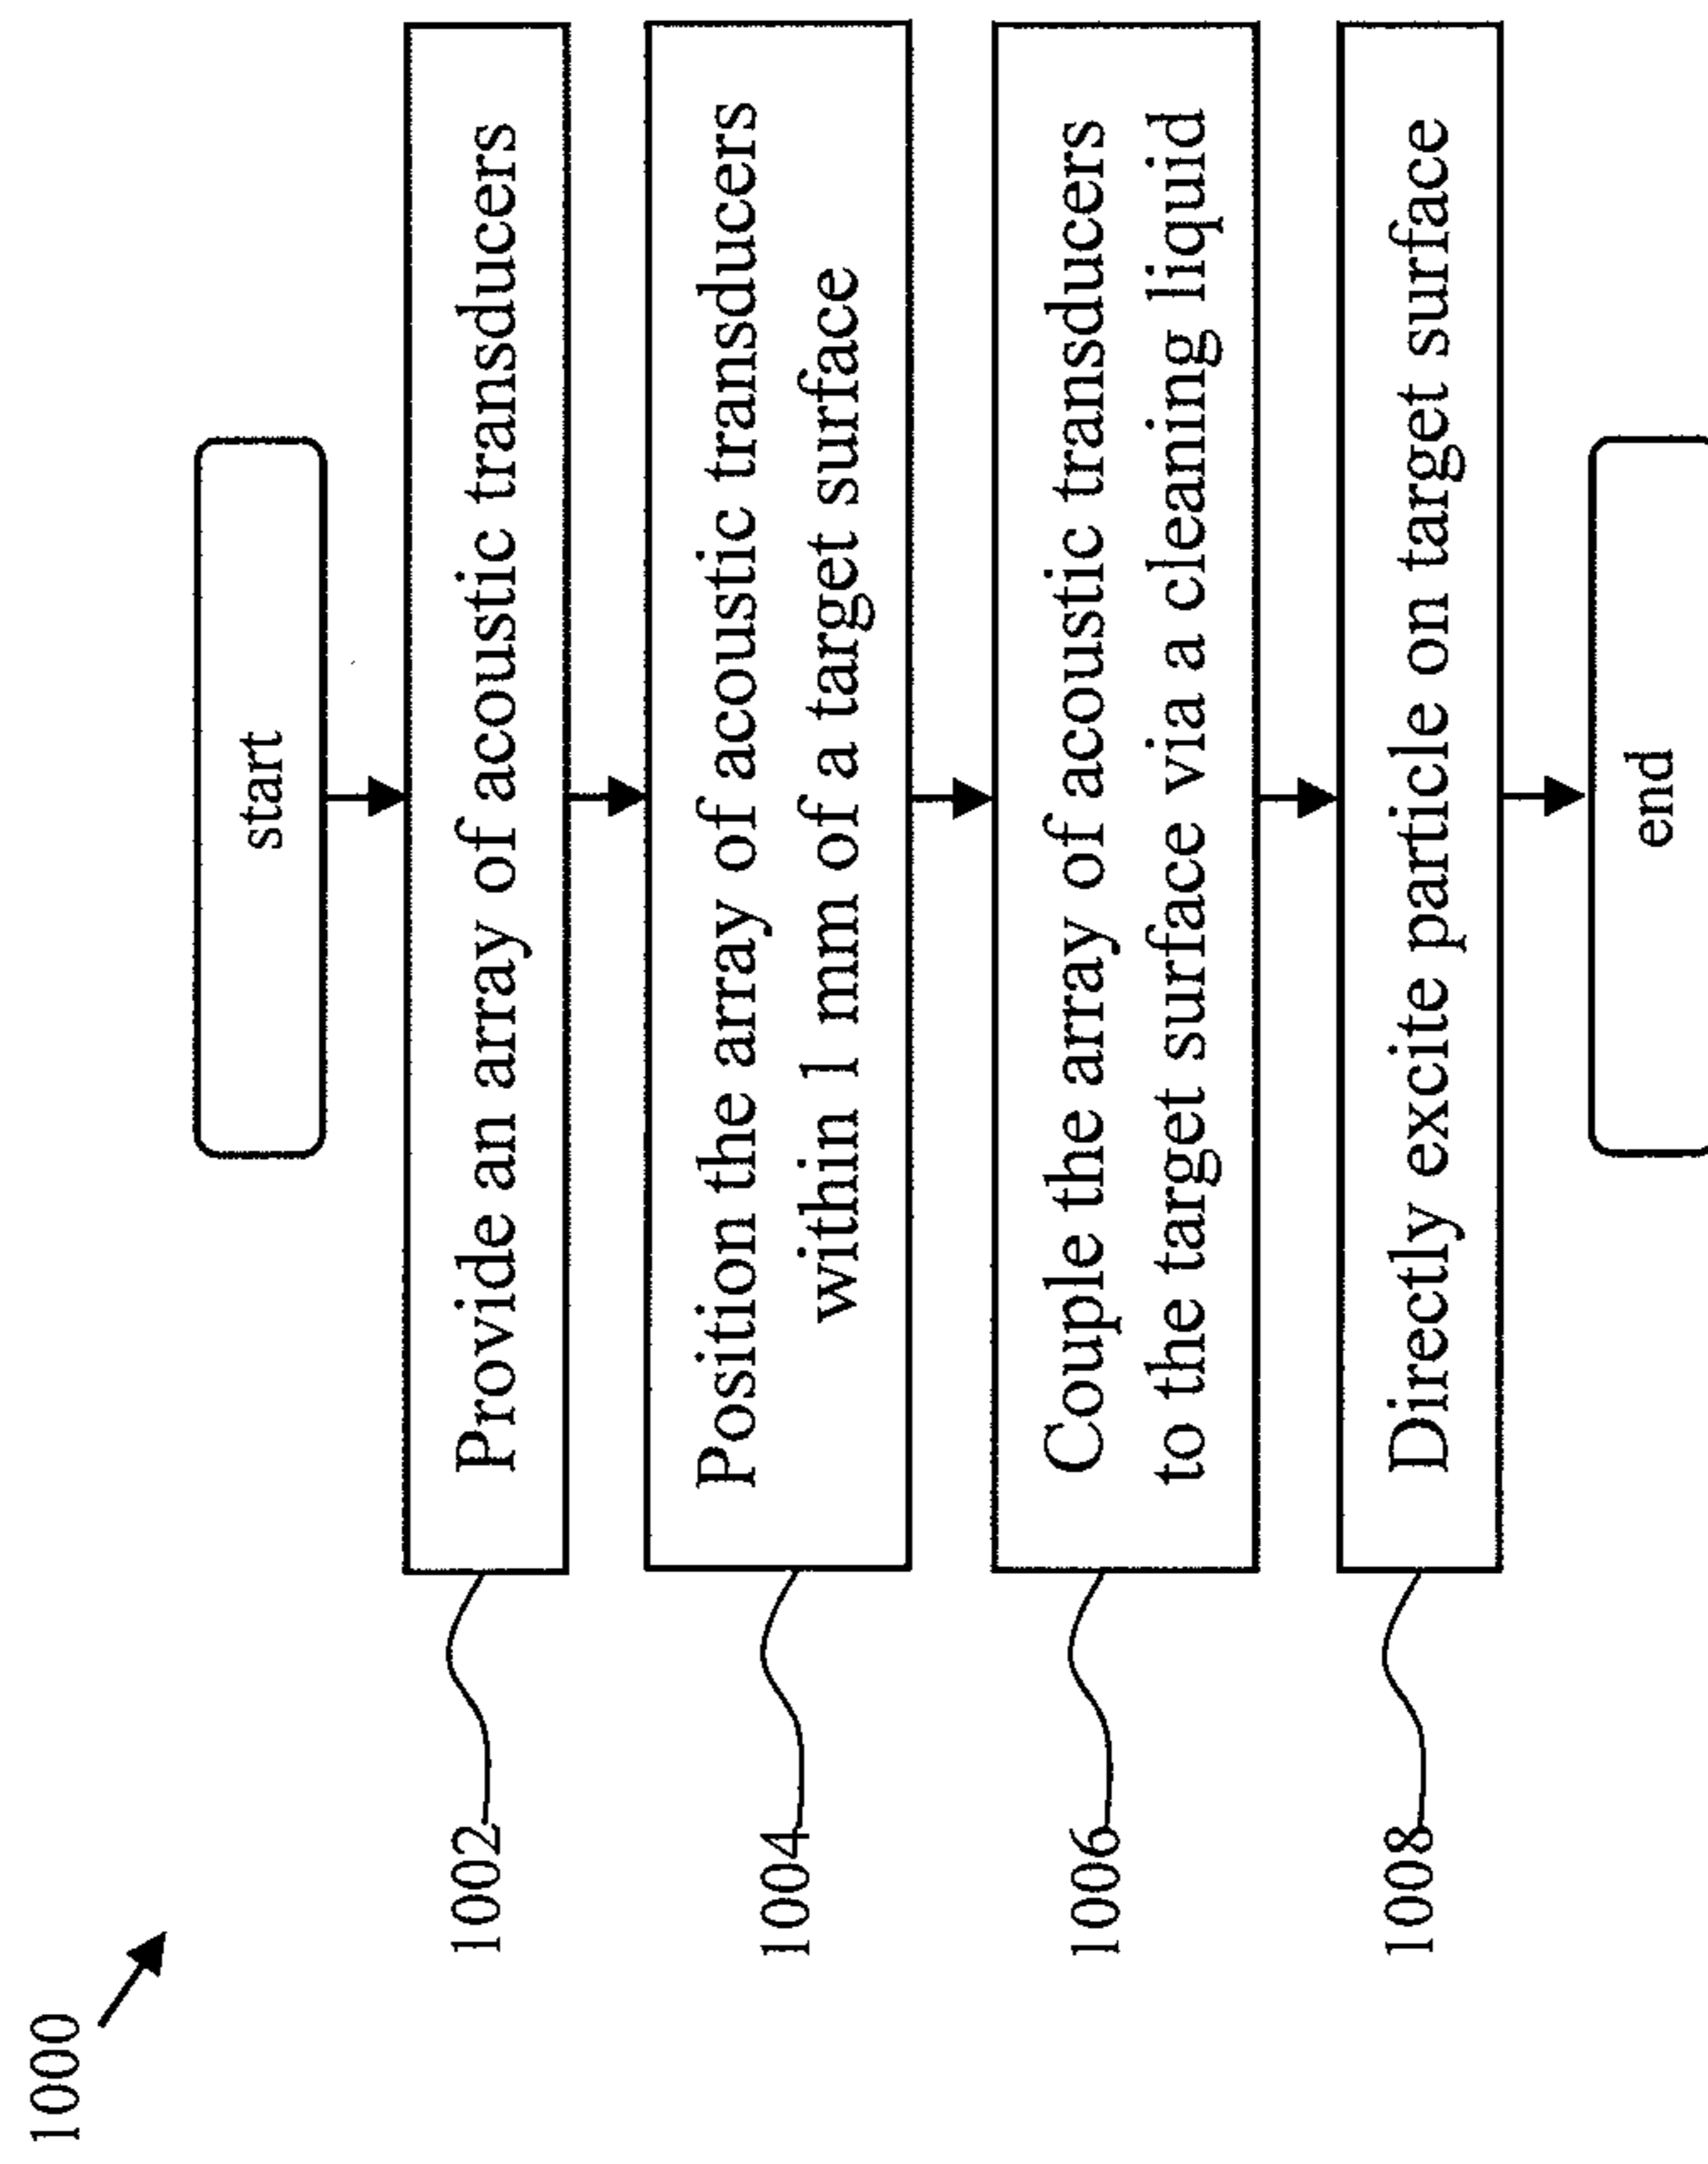 1000
start
1002
Provide an array of acoustic transducers
1004
Position the array of acoustic transducers
within 1 mm of a target surface
1006
Couple the array of acoustic transducers
to the target surface via a cleaning liquid
1008
Directly excite particle on target surface
end